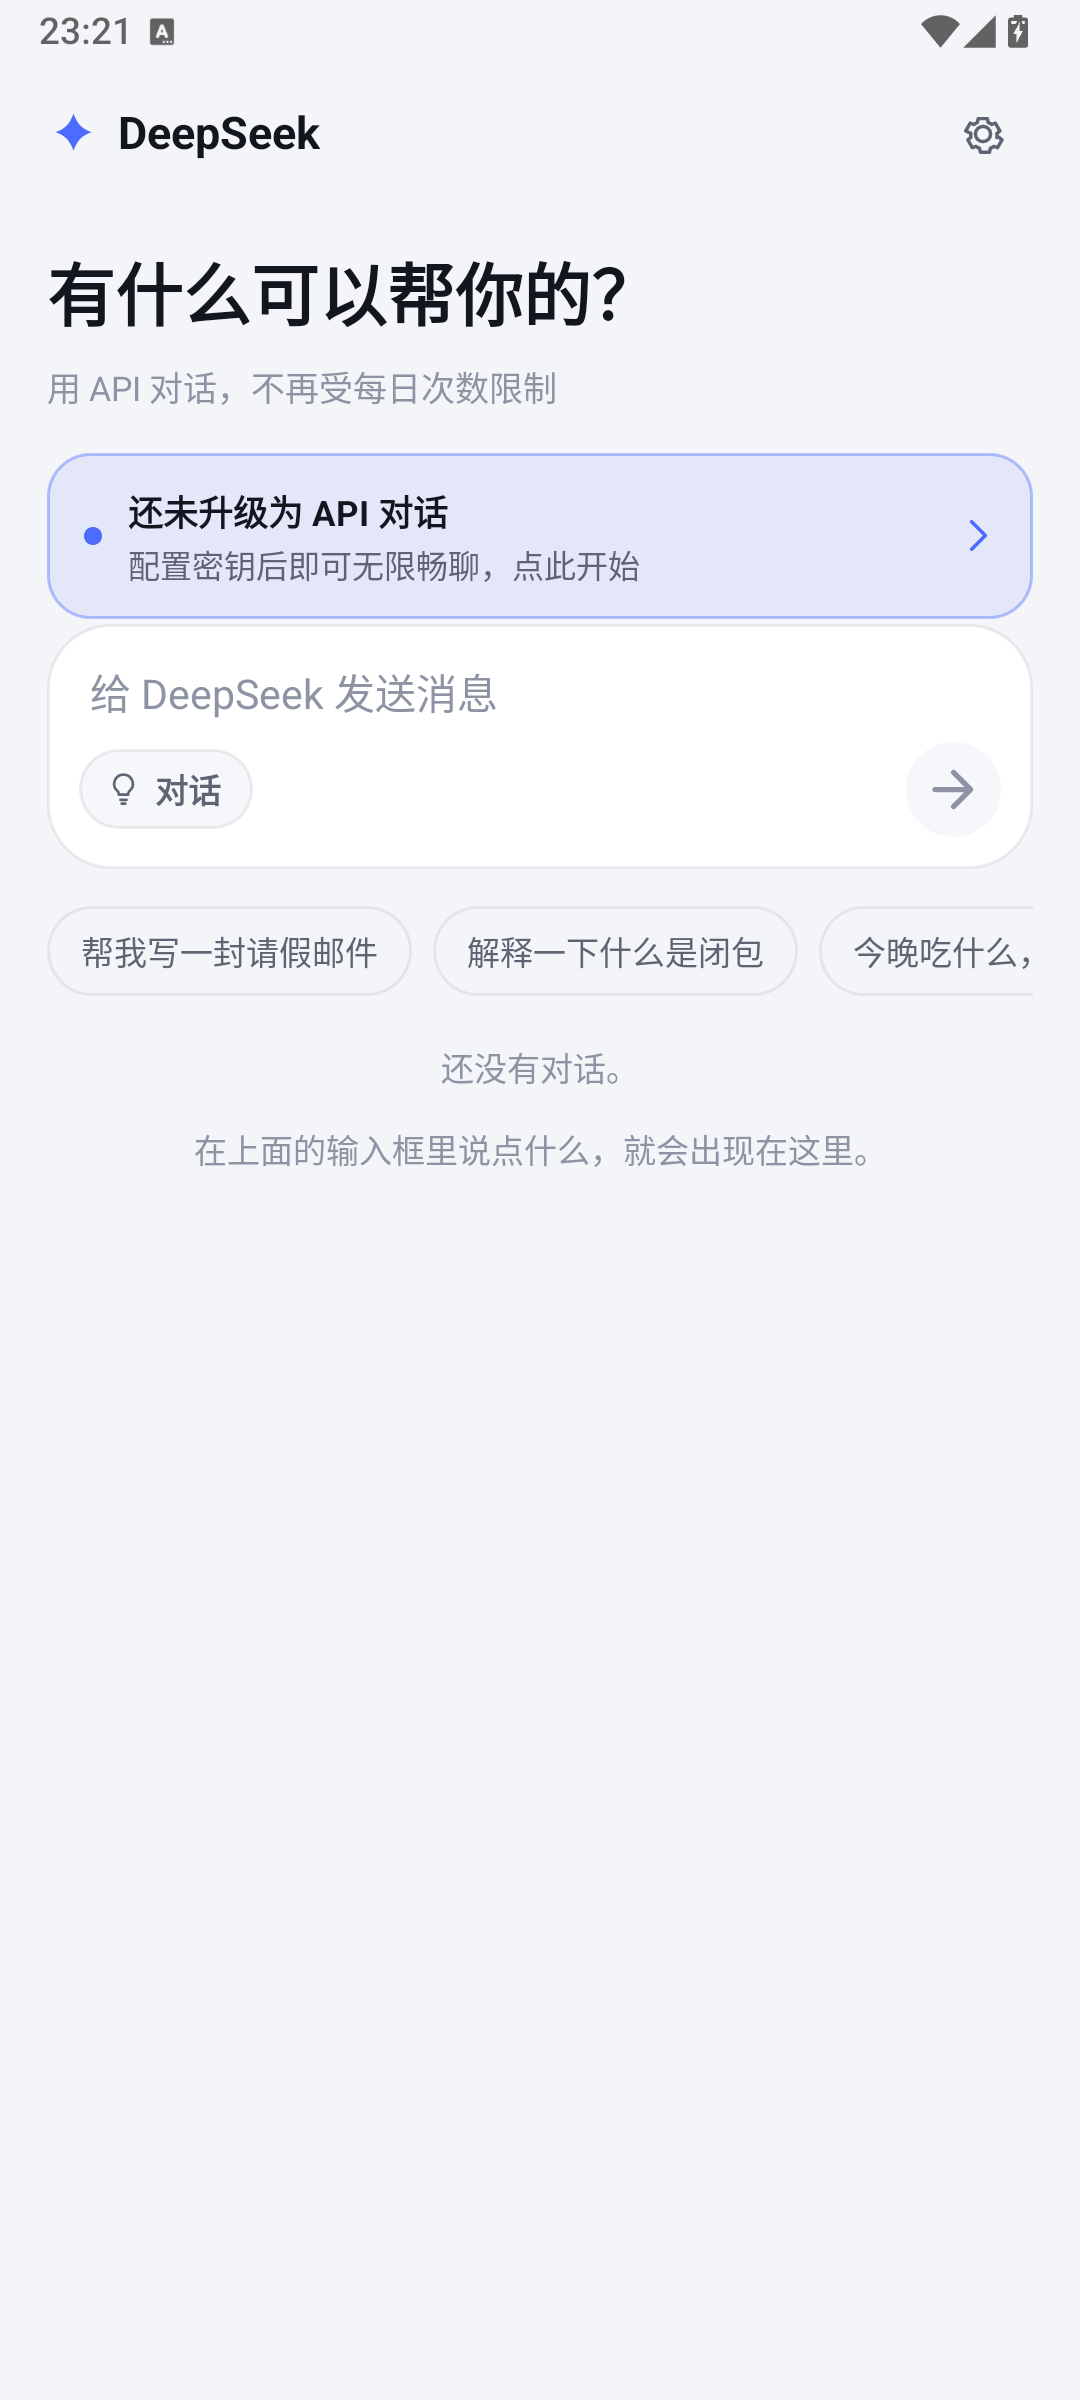 23:21
DeepSeek
有什么可以帮你的?
用 API 对话，不再受每日次数限制
还未升级为 API 对话
配置密钥后即可无限畅聊，点此开始
给 DeepSeek 发送消息
对话
帮我写一封请假邮件
解释一下什么是闭包
今晚吃什么，
还没有对话。
在上面的输入框里说点什么，就会出现在这里。